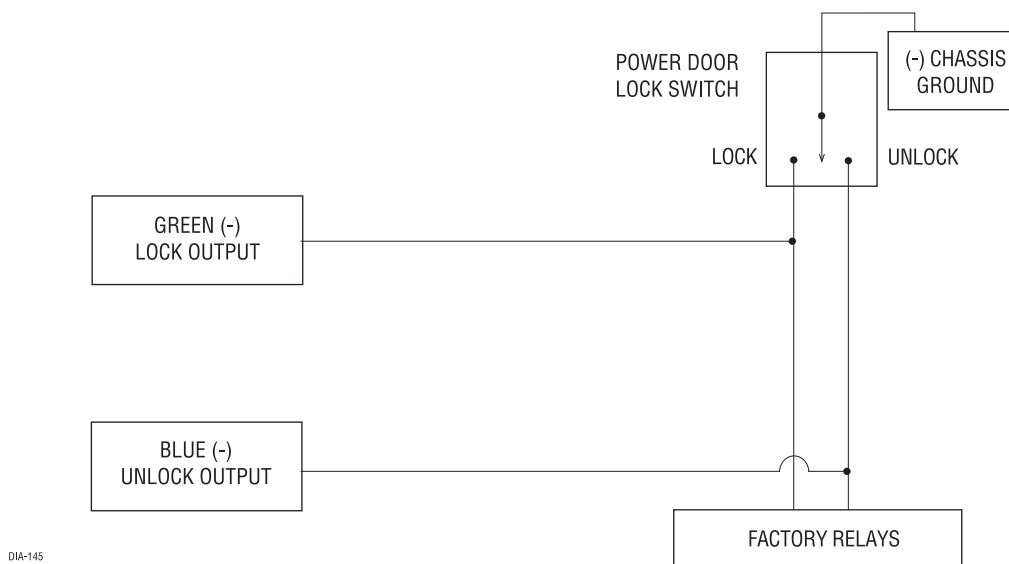 POWER DOOR
LOCK SWITCH
(-) CHASSIS
GROUND
LOCK
UNLOCK
GREEN (-)
LOCK OUTPUT
BLUE (-)
UNLOCK OUTPUT
FACTORY RELAYS
DIA-145